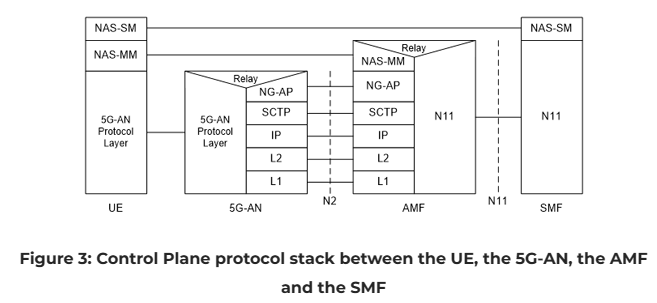 NAS-SM
NAS-SM
NAS-MM
Relay
NAS-MM
Relay
5G-AN
Protocol
Layer
5G-AN
Protocol
Layer
NG-AP
NG-AP
SCTP
SCTP
N11
N11
IP
IP
L2
L2
L1
L1
N2
N11
UE
5G-AN
AMF
SMF
Figure 3: Control Plane protocol stack between the UE, the 5G-AN, the AMF
and the SMF